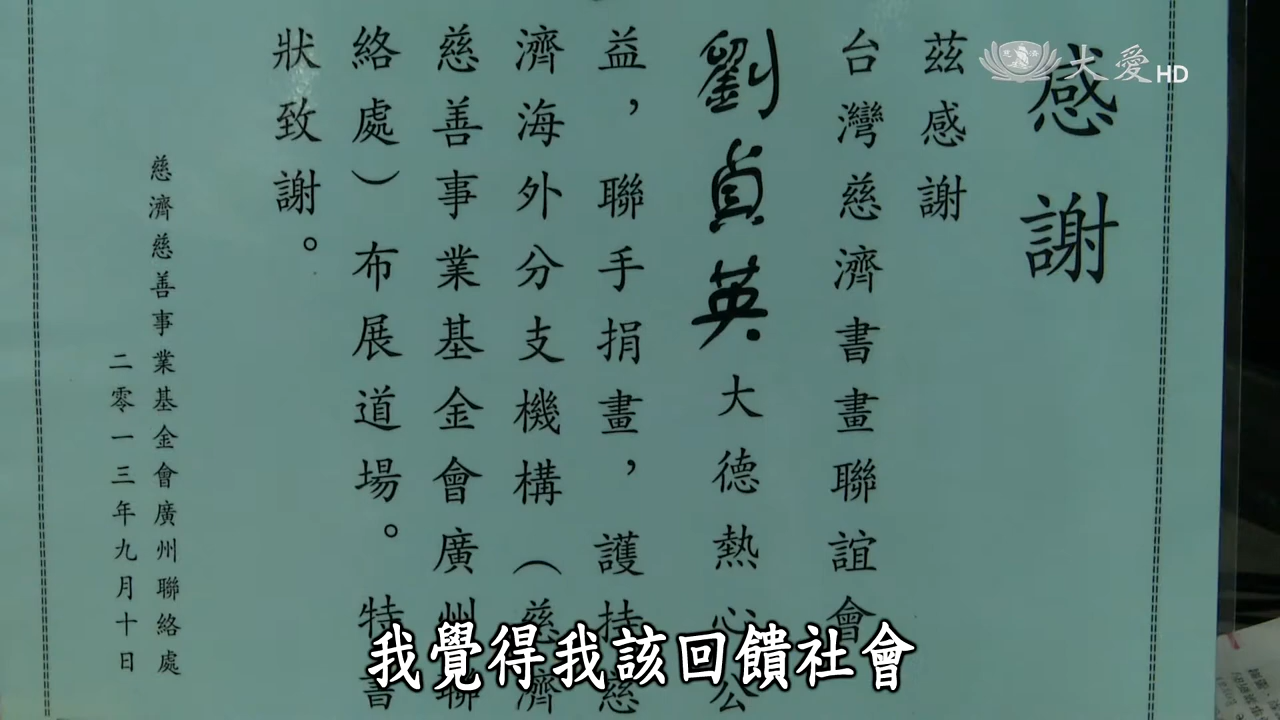 感謝
茲感謝
台灣慈濟書畫聯誼會
劉貞英大德熱心公
益，聯手捐畫，護持慈
濟海外分支機構（慈濟
慈善事業基金會廣州聯
絡處）布展道場。特書
狀致謝。
慈濟慈善事業基金會廣州聯絡處
二零一三年九月十日
大愛HD
我覺得我該回饋社會